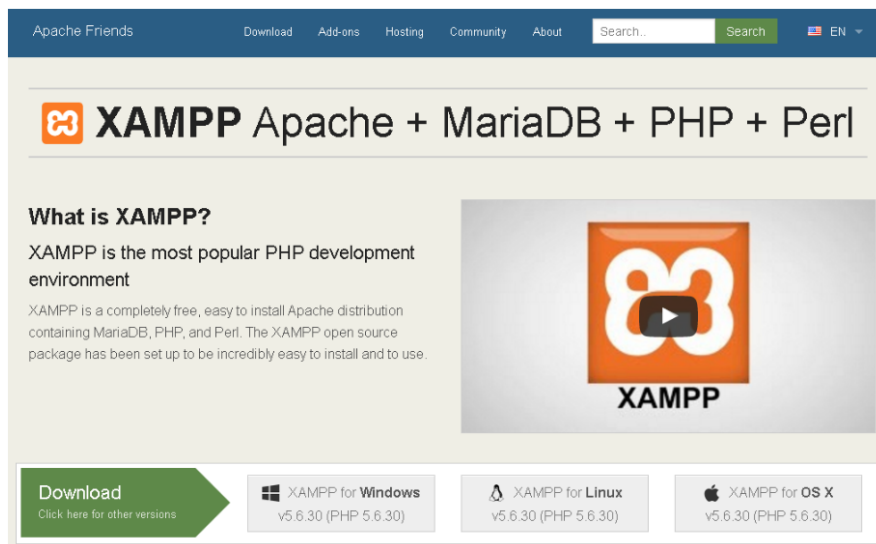 Apache Friends Download Add-ons Hosting Community About Search.. Search EN
XAMPP Apache + MariaDB + PHP + Perl
What is XAMPP?
XAMPP is the most popular PHP development
environment
XAMPP is a completely free, easy to install Apache distribution
containing MariaDB, PHP, and Perl. The XAMPP open source
package has been set up to be incredibly easy to install and to use.
XAMPP
Download
Click here for other versions
XAMPP for Windows
v5.6.30 (PHP 5.6.30)
XAMPP for Linux
v5.6.30 (PHP 5.6.30)
XAMPP for OS X
v5.6.30 (PHP 5.6.30)